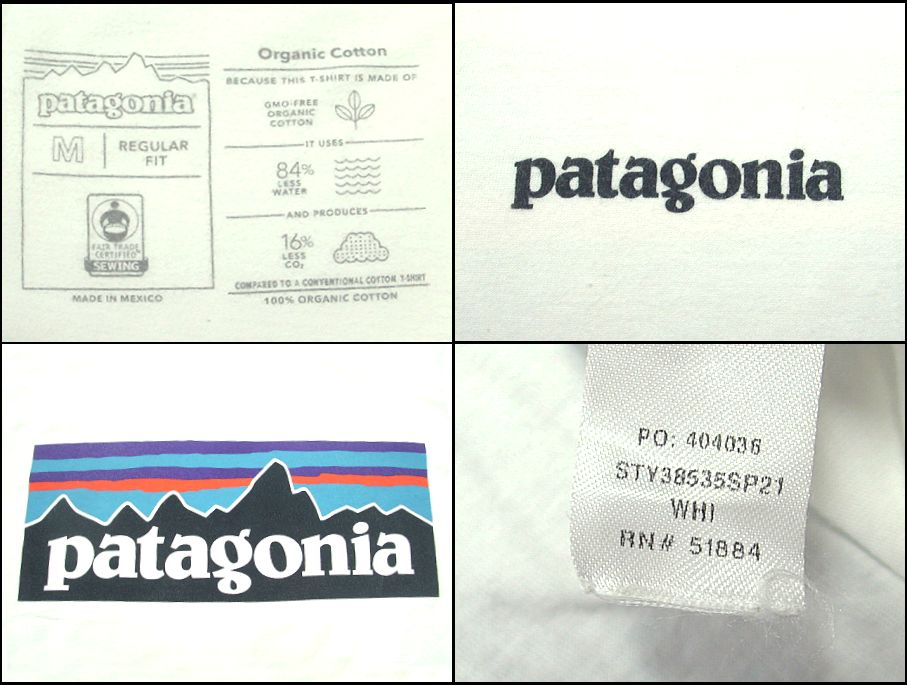 patagonia®
M
REGULAR
FIT
FAIR TRADE
CERTIFIED™
SEWING
MADE IN MEXICO
Organic Cotton
BECAUSE THIS T-SHIRT IS MADE OF
GMO-FREE
ORGANIC
COTTON
IT USES
84%
LESS
WATER
AND PRODUCES
16%
LESS
CO₂
COMPARED TO A CONVENTIONAL COTTON T-SHIRT
100% ORGANIC COTTON
patagonia
patagonia
PO: 404036
STY38535SP21
WHI
RN# 51884